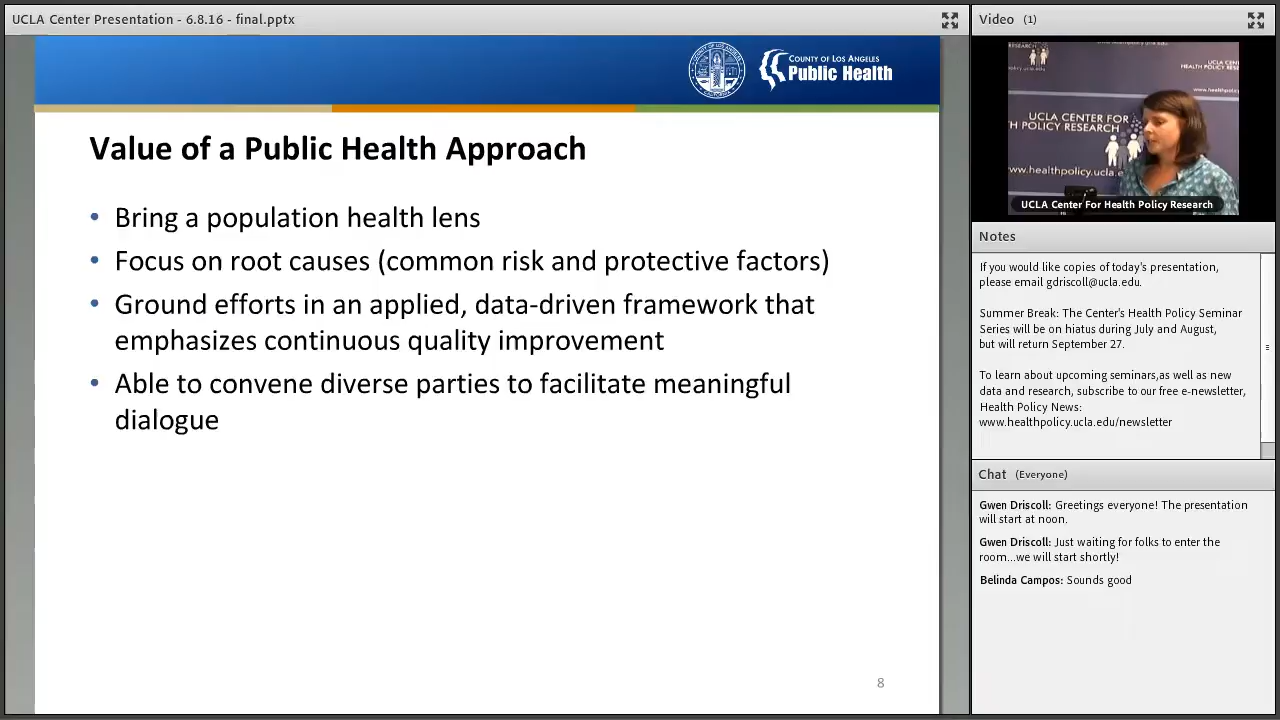 UCLA Center Presentation - 6.8.16 - final.pptx
COUNTY OF LOS ANGELES
Public Health
Value of a Public Health Approach
• Bring a population health lens
• Focus on root causes (common risk and protective factors)
• Ground efforts in an applied, data-driven framework that
emphasizes continuous quality improvement
• Able to convene diverse parties to facilitate meaningful
dialogue
8
Video (1)
UCLA CENTER FOR
H POLICY RESEARCH
www.healthpolicy.ucla.e
UCLA Center For Health Policy Research
Notes
If you would like copies of today's presentation,
please email gdriscoll@ucla.edu.
Summer Break: The Center's Health Policy Seminar
Series will be on hiatus during July and August,
but will return September 27.
To learn about upcoming seminars,as well as new
data and research, subscribe to our free e-newsletter,
Health Policy News:
www.healthpolicy.ucla.edu/newsletter
Chat (Everyone)
Gwen Driscoll: Greetings everyone! The presentation
will start at noon.
Gwen Driscoll: Just waiting for folks to enter the
room...we will start shortly!
Belinda Campos: Sounds good